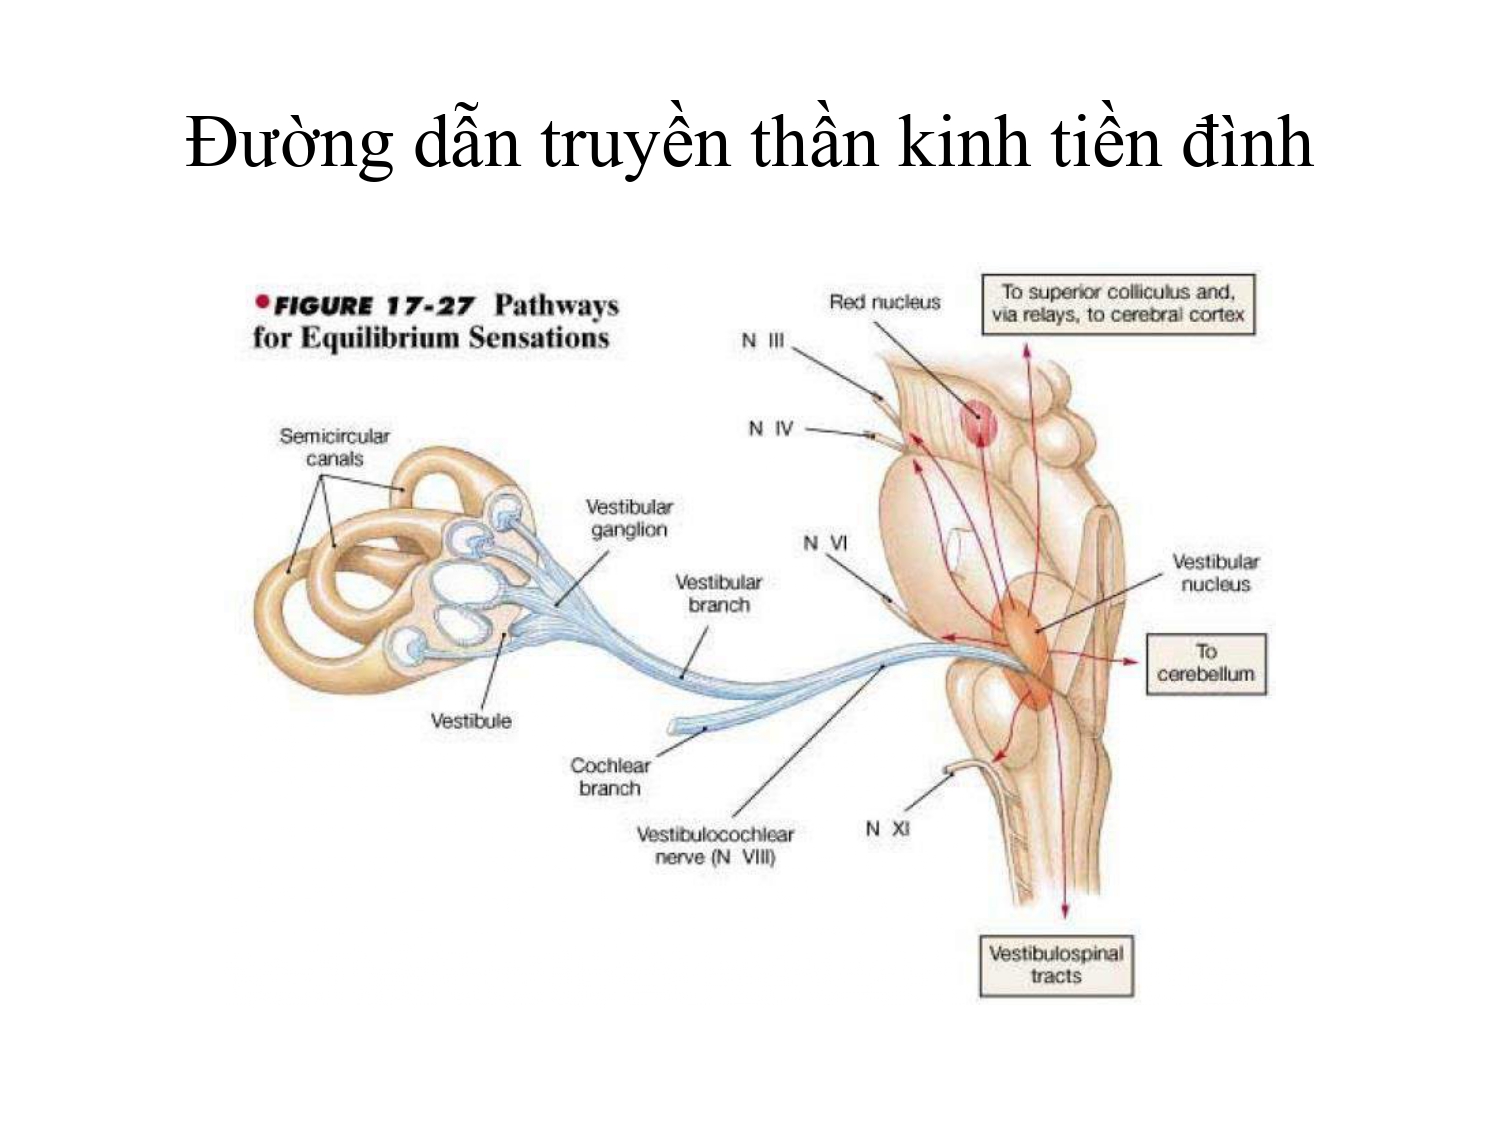 Đường dẫn truyền thần kinh tiền đình
•FIGURE 17-27 Pathways
for Equilibrium Sensations
Red nucleus
To superior colliculus and,
via relays, to cerebral cortex
N III
N IV
Semicircular
canals
Vestibular
ganglion
N VI
Vestibular
nucleus
Vestibular
branch
To
cerebellum
Vestibule
Cochlear
branch
Vestibulocochlear
nerve (N VIII)
N XI
Vestibulospinal
tracts